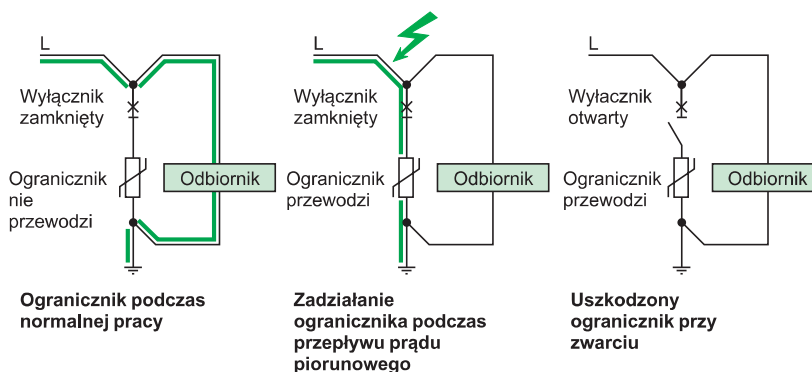 L
Wyłącznik
zamknięty
Ogranicznik
nie
przewodzi
Odbiornik
Ogranicznik podczas
normalnej pracy
L
Wyłącznik
zamknięty
Ogranicznik
przewodzi
Odbiornik
Zadziałanie
ogranicznika podczas
przepływu prądu
piorunowego
L
Wyłacznik
otwarty
Ogranicznik
przewodzi
Odbiornik
Uszkodzony
ogranicznik przy
zwarciu